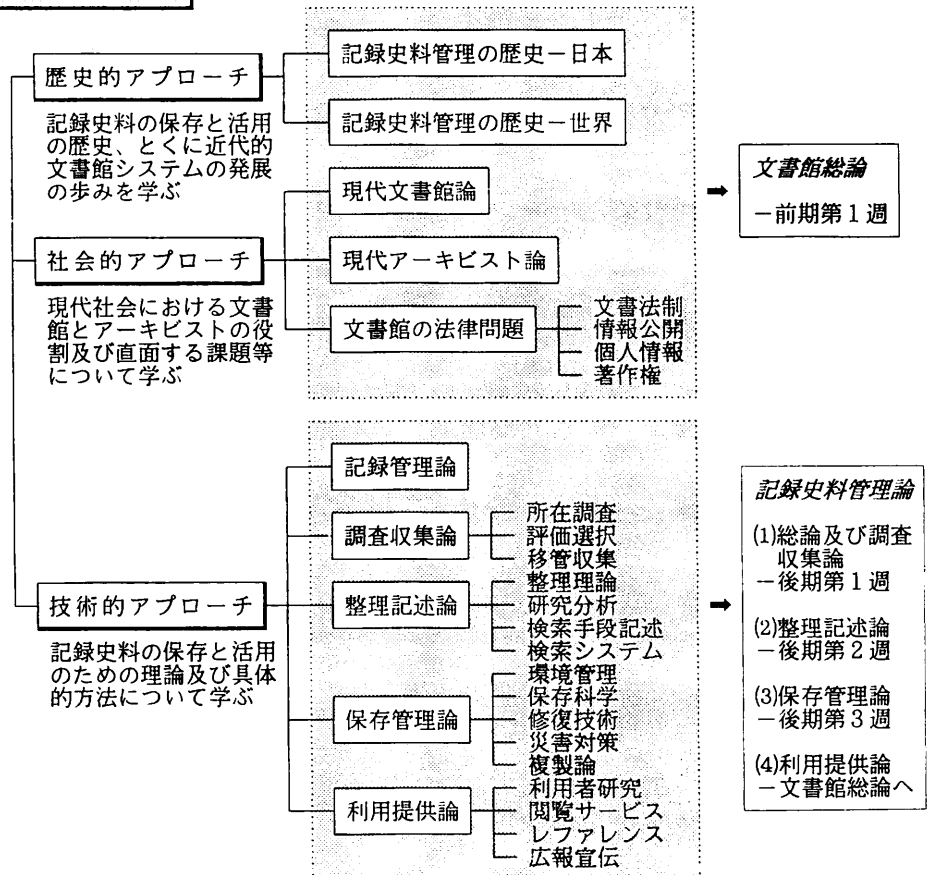 歴史的アプローチ
記録史料の保存と活用
の歴史、とくに近代的
文書館システムの発展
の歩みを学ぶ
社会的アプローチ
現代社会における文書
館とアーキビストの役
割及び直面する課題等
について学ぶ
技術的アプローチ
記録史料の保存と活用
のための理論及び具体
的方法について学ぶ
記録史料管理の歴史－日本
記録史料管理の歴史－世界
現代文書館論
現代アーキビスト論
文書館の法律問題
文書法制
情報公開
個人情報
著作権
記録管理論
調査収集論
所在調査
評価選択
移管収集
整理記述論
整理理論
研究分析
検索手段記述
検索システム
保存管理論
環境管理
保存科学
修復技術
災害対策
複製論
利用提供論
利用者研究
閲覧サービス
レファレンス
広報宣伝
➡
文書館総論
－前期第１週
➡
記録史料管理論
⑴総論及び調査
収集論
－後期第１週
⑵整理記述論
－後期第２週
⑶保存管理論
－後期第３週
⑷利用提供論
－文書館総論へ